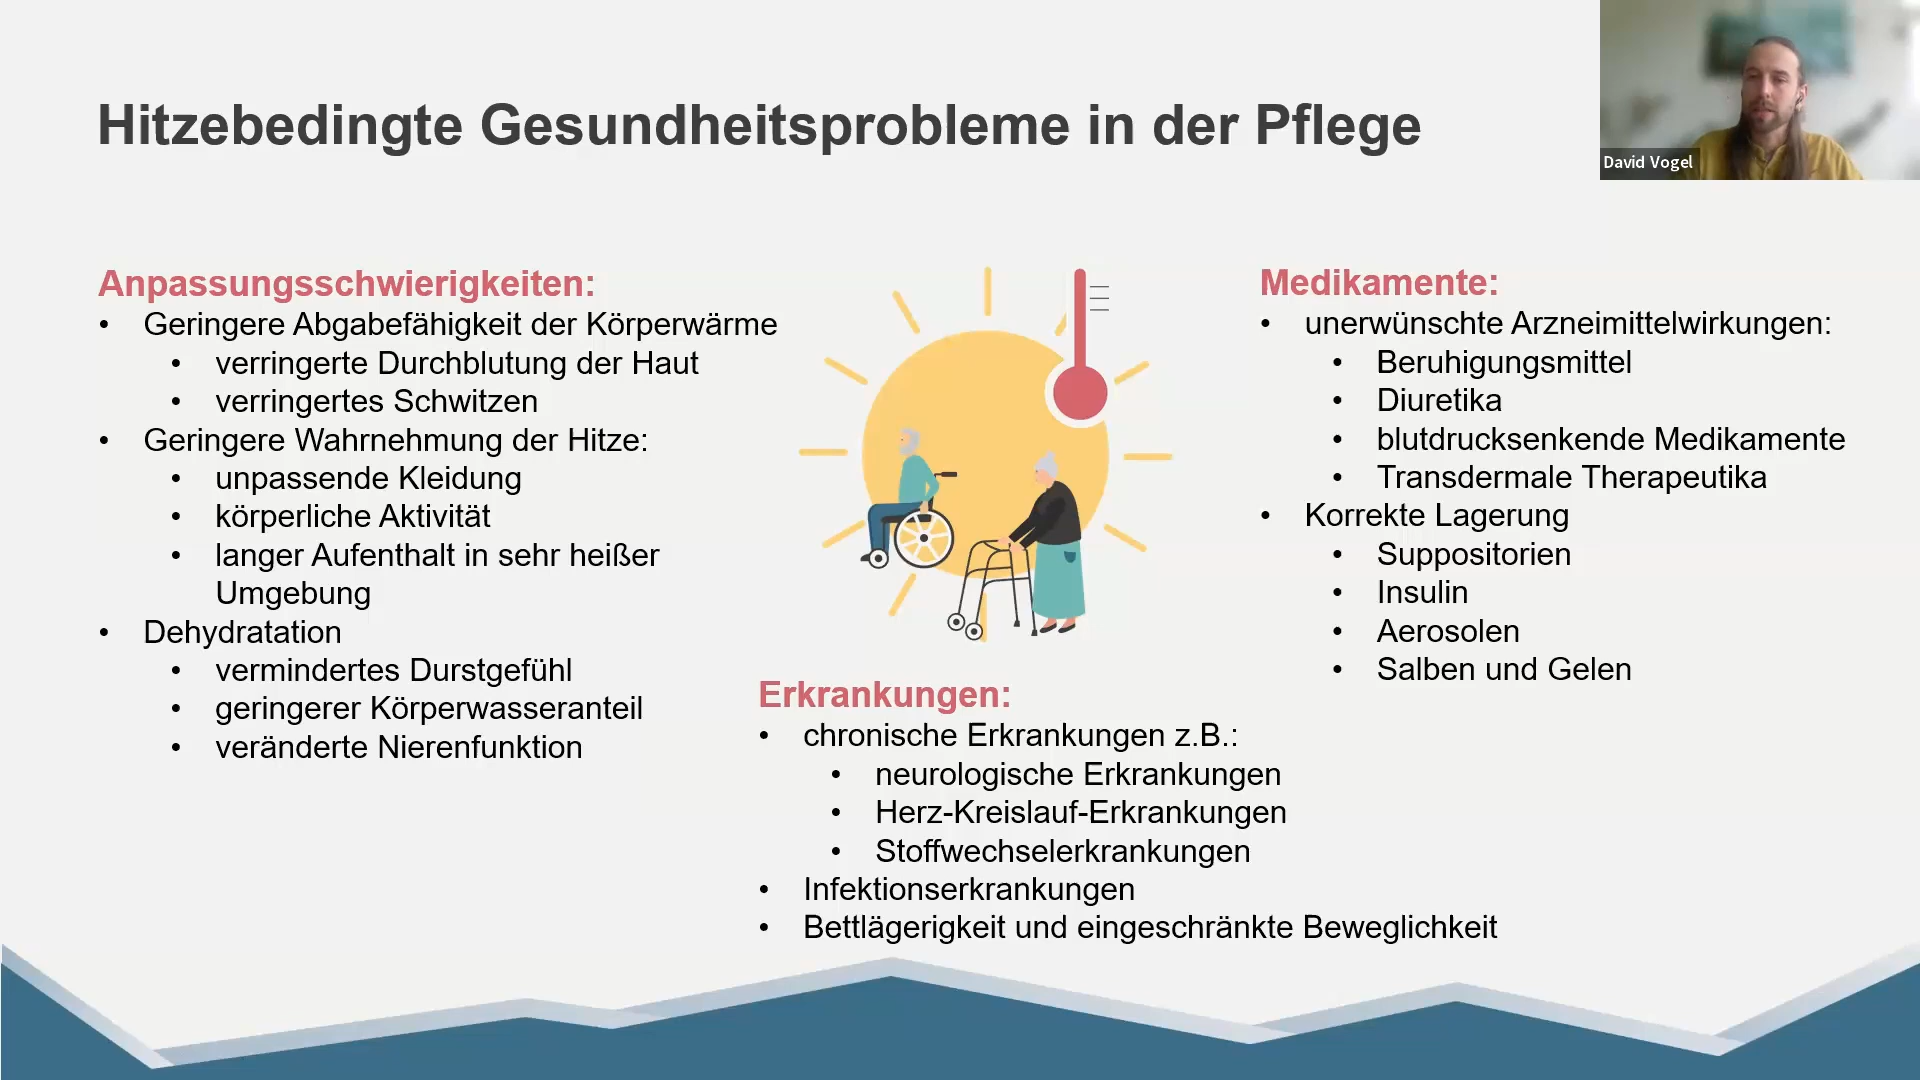 Hitzebedingte Gesundheitsprobleme in der Pflege
David Vogel
Anpassungsschwierigkeiten:
• Geringere Abgabefähigkeit der Körperwärme
• verringerte Durchblutung der Haut
• verringertes Schwitzen
• Geringere Wahrnehmung der Hitze:
• unpassende Kleidung
• körperliche Aktivität
• langer Aufenthalt in sehr heißer
Umgebung
• Dehydratation
• vermindertes Durstgefühl
• geringerer Körperwasseranteil
• veränderte Nierenfunktion
Erkrankungen:
• chronische Erkrankungen z.B.:
• neurologische Erkrankungen
• Herz-Kreislauf-Erkrankungen
• Stoffwechselerkrankungen
• Infektionserkrankungen
• Bettlägerigkeit und eingeschränkte Beweglichkeit
Medikamente:
• unerwünschte Arzneimittelwirkungen:
• Beruhigungsmittel
• Diuretika
• blutdrucksenkende Medikamente
• Transdermale Therapeutika
• Korrekte Lagerung
• Suppositorien
• Insulin
• Aerosolen
• Salben und Gelen